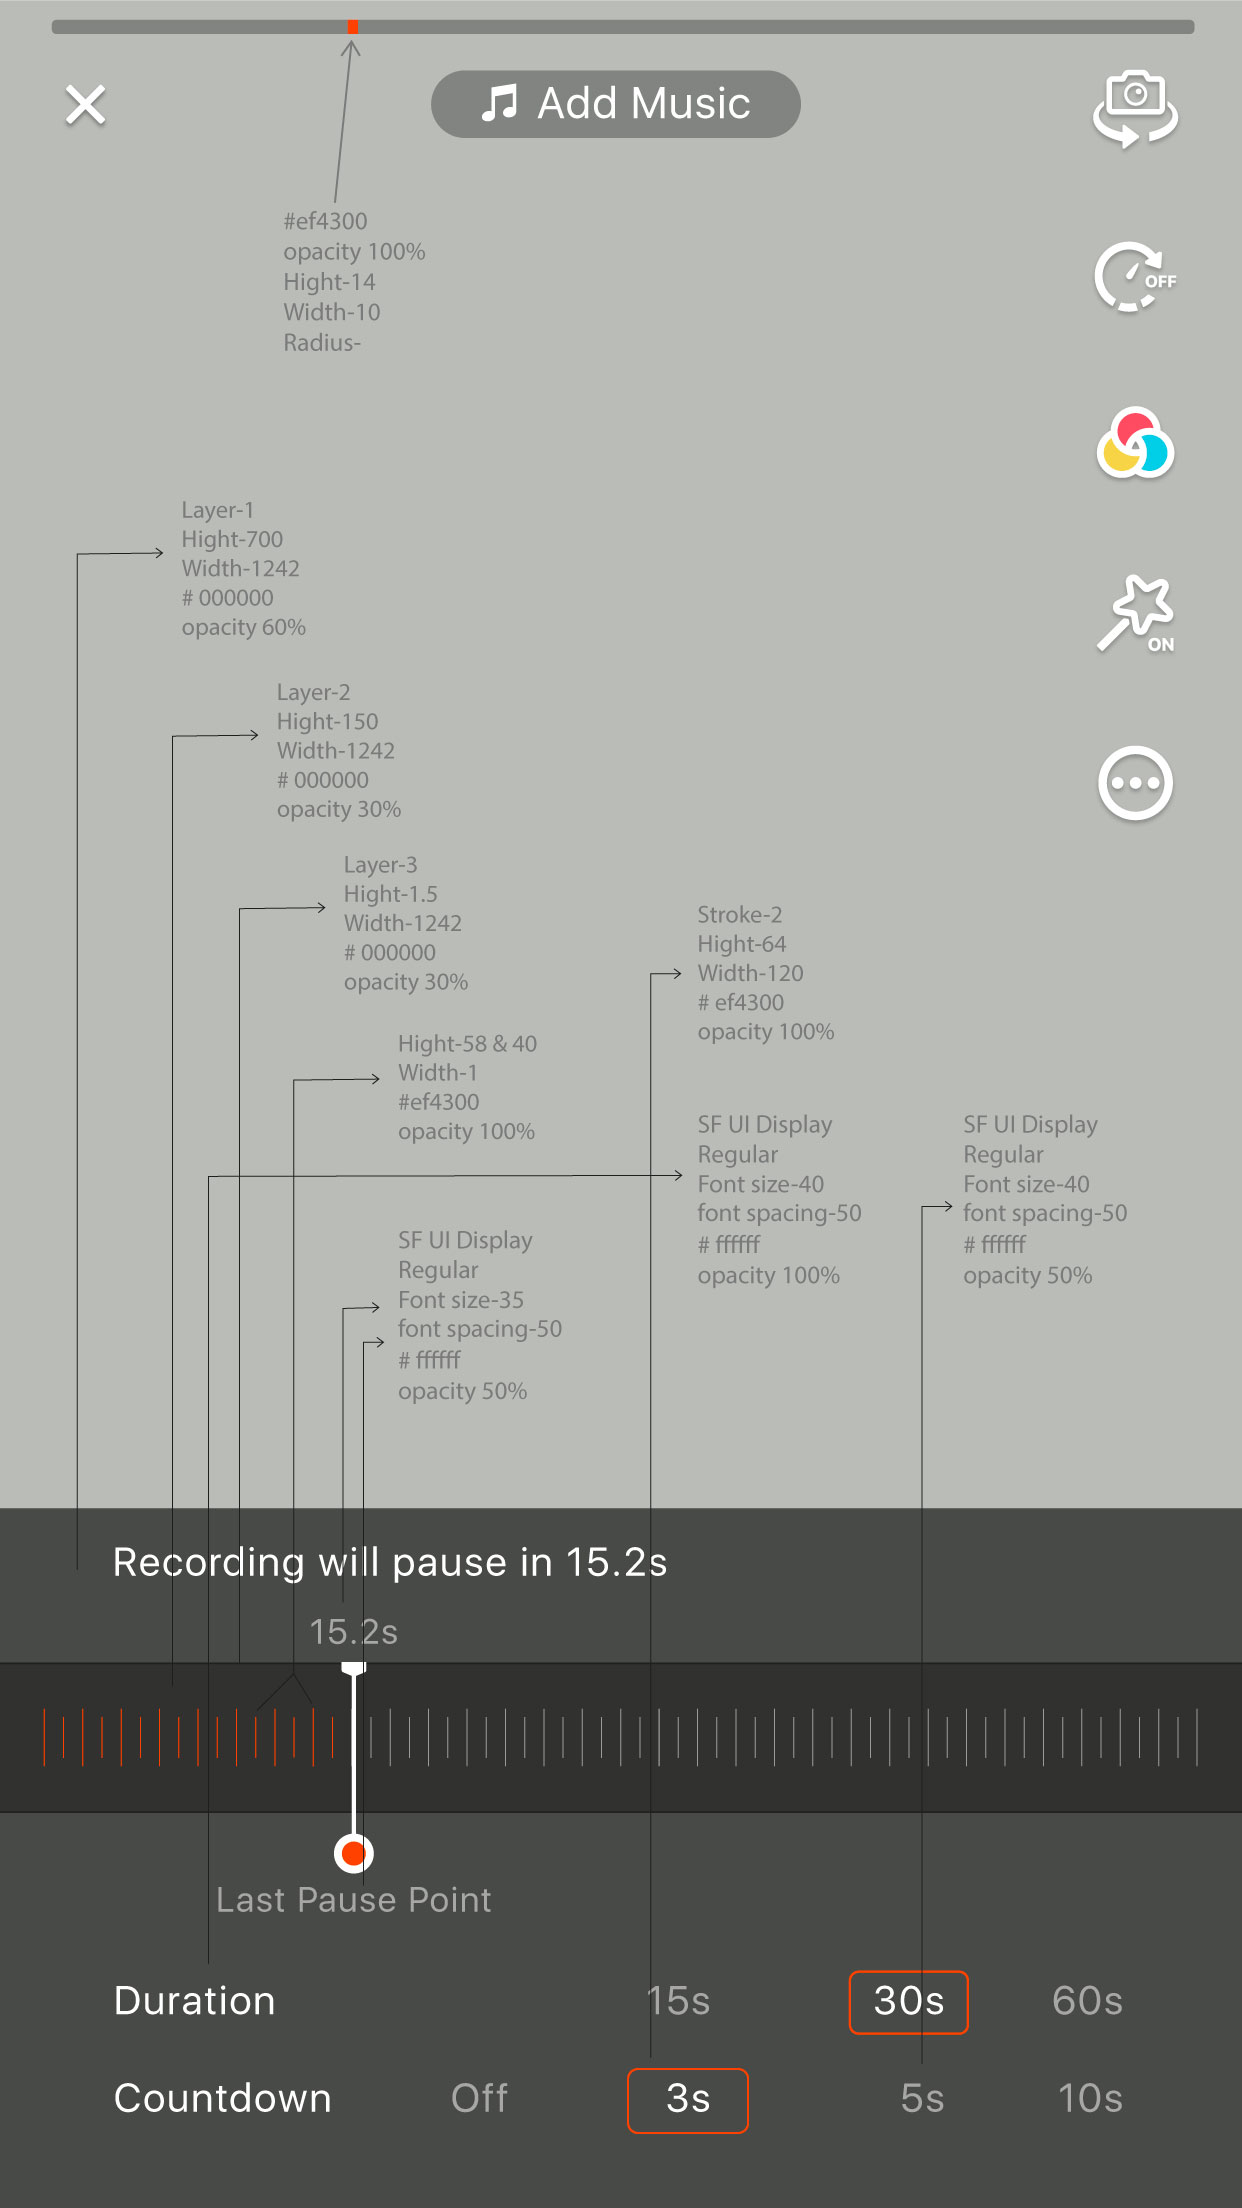 Add Music
#ef4300
opacity 100%
Hight-14
Width-10
Radius-
OFF
Layer-1
Hight-700
Width-1242
# 000000
opacity 60%
ON
Layer-2
Hight-150
Width-1242
# 000000
opacity 30%
Layer-3
Hight-1.5
Width-1242
# 000000
opacity 30%
Stroke-2
Hight-64
Width-120
# ef4300
opacity 100%
Hight-58 & 40
Width-1
#ef4300
opacity 100%
SF UI Display
Regular
Font size-40
font spacing-50
# ffffff
opacity 100%
SF UI Display
Regular
Font size-40
font spacing-50
# ffffff
opacity 50%
SF UI Display
Regular
Font size-35
font spacing-50
# ffffff
opacity 50%
Recording will pause in 15.2s
15.2s
Last Pause Point
Duration 15s 30s 60s
Countdown Off 3s 5s 10s